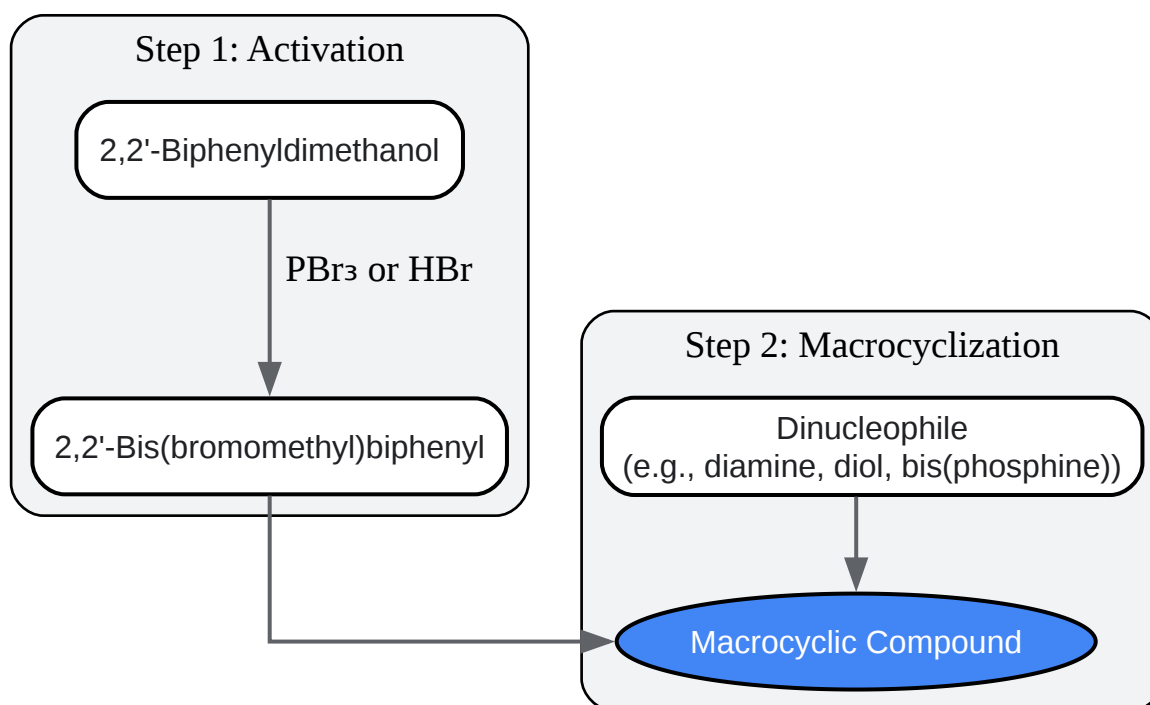 Step 1: Activation
2,2'-Biphenyldimethanol
PBr₃ or HBr
2,2'-Bis(bromomethyl)biphenyl
Step 2: Macrocyclization
Dinucleophile
(e.g., diamine, diol, bis(phosphine))
Macrocyclic Compound